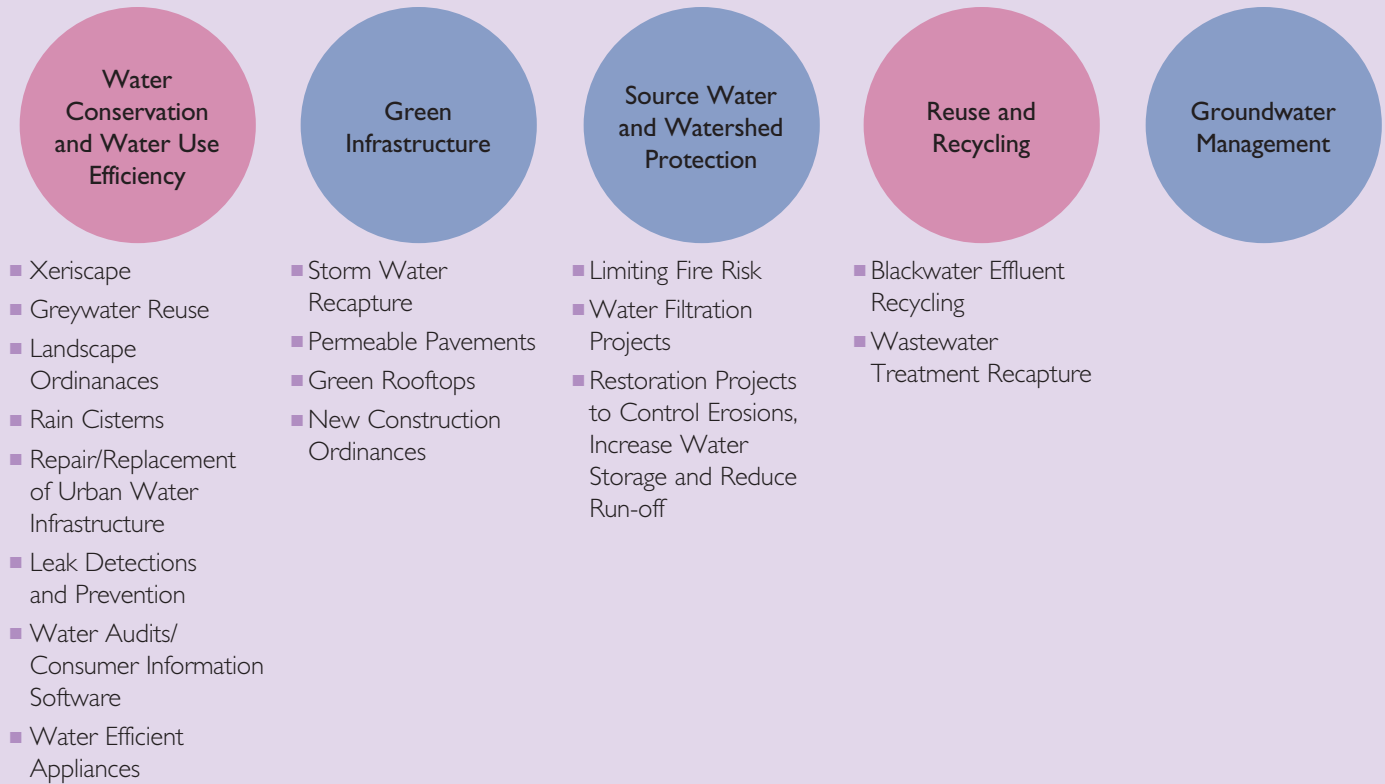 Water
Conservation
and Water Use
Efficiency
Green
Infrastructure
Source Water
and Watershed
Protection
Reuse and
Recycling
Groundwater
Management
Xeriscape
Greywater Reuse
Landscape
Ordinanaces
Rain Cisterns
Repair/Replacement
of Urban Water
Infrastructure
Leak Detections
and Prevention
Water Audits/
Consumer Information
Software
Water Efficient
Appliances
Storm Water
Recapture
Permeable Pavements
Green Rooftops
New Construction
Ordinances
Limiting Fire Risk
Water Filtration
Projects
Restoration Projects
to Control Erosions,
Increase Water
Storage and Reduce
Run-off
Blackwater Effluent
Recycling
Wastewater
Treatment Recapture